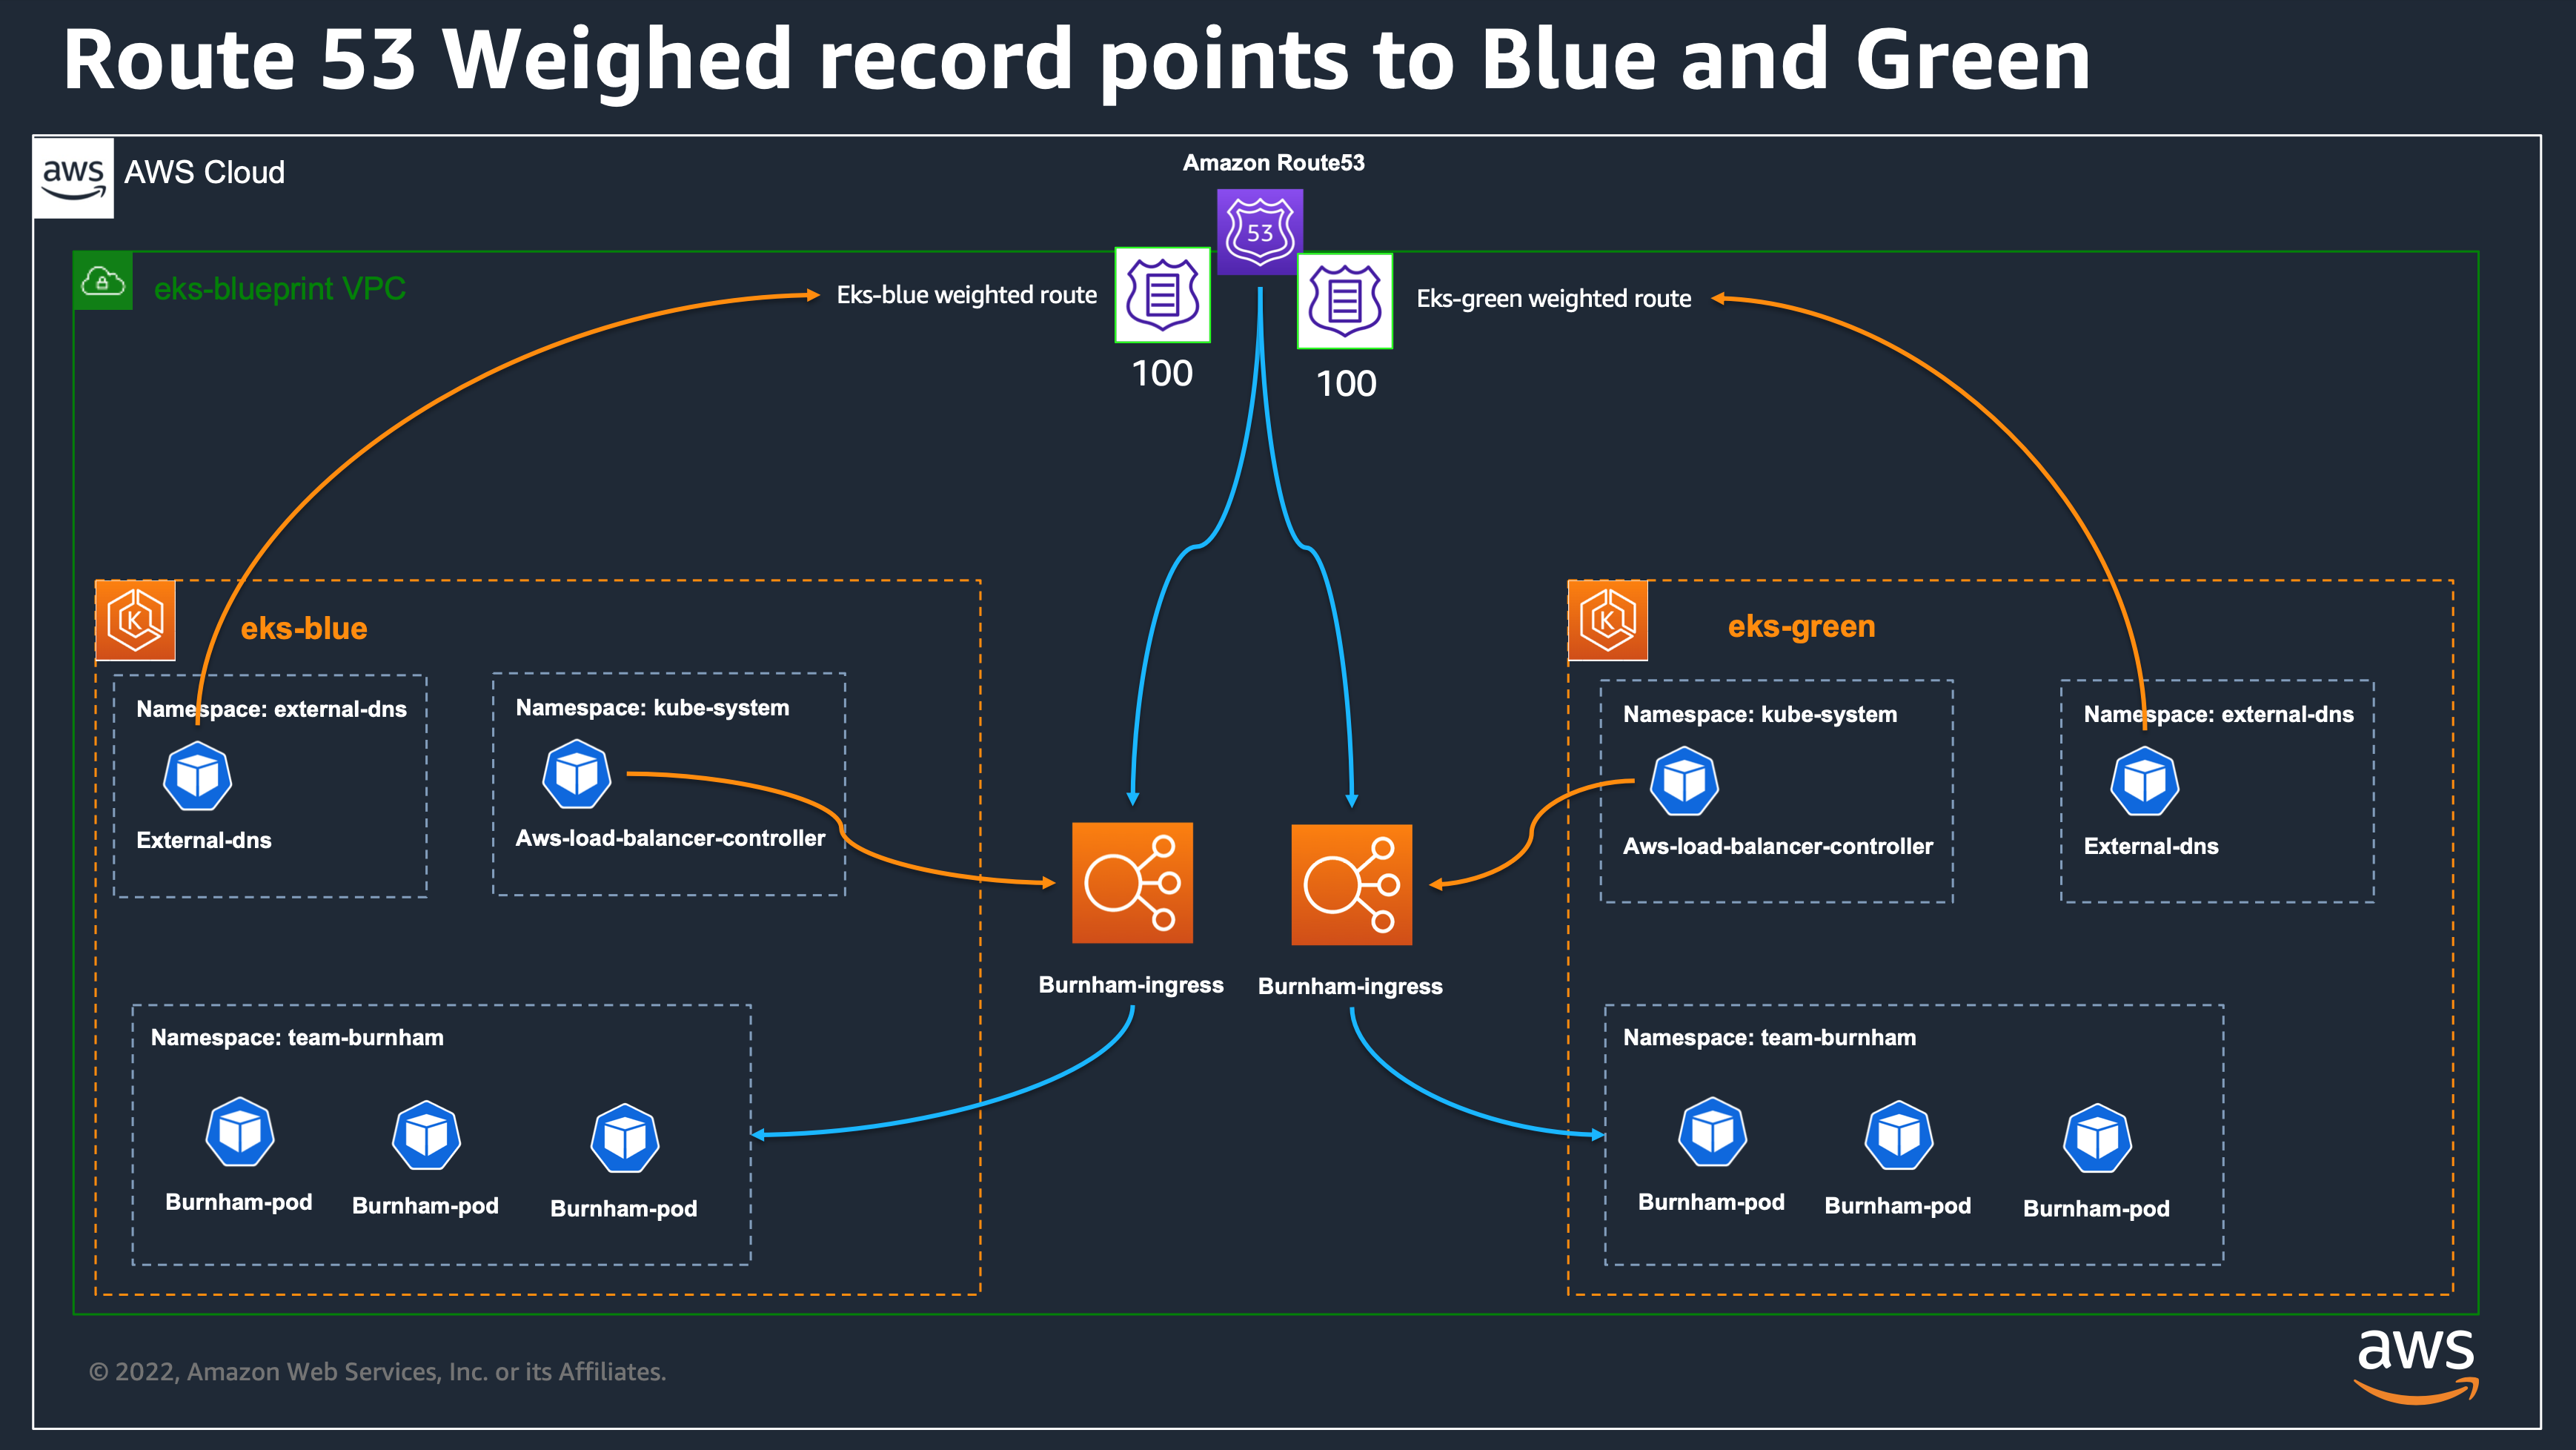 Route 53 Weighed record points to Blue and Green
aws
AWS Cloud
Amazon Route53
53
eks-blueprint VPC
Eks-blue weighted route
Eks-green weighted route
100
100
K
eks-blue
K
eks-green
Namespace: external-dns
Namespace: kube-system
Namespace: kube-system
Namespace: external-dns
External-dns
Aws-load-balancer-controller
Aws-load-balancer-controller
External-dns
Burnham-ingress
Burnham-ingress
Namespace: team-burnham
Namespace: team-burnham
Burnham-pod
Burnham-pod
Burnham-pod
Burnham-pod
Burnham-pod
Burnham-pod
© 2022, Amazon Web Services, Inc. or its Affiliates.
aws